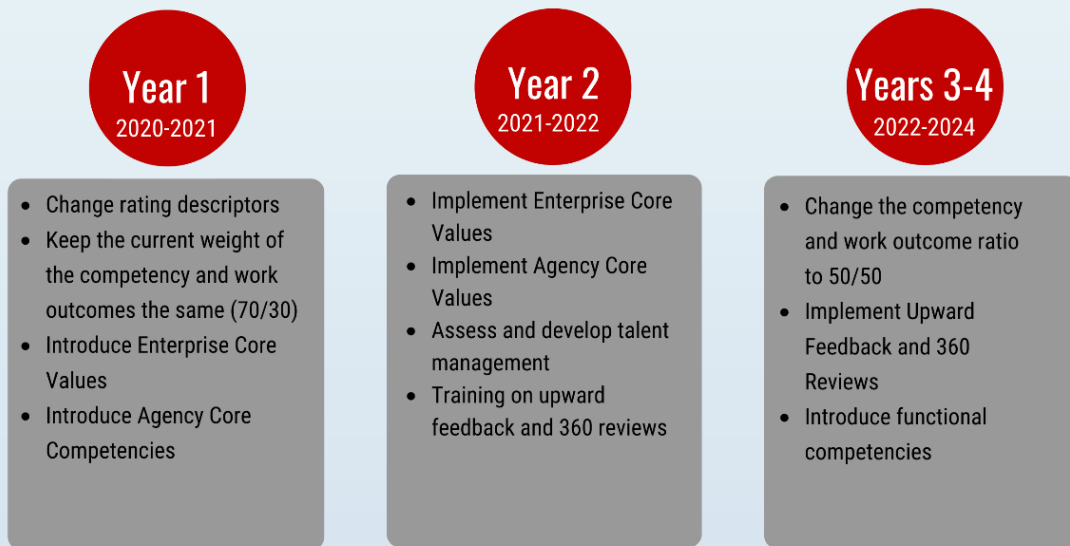 Year 1
2020-2021
• Change rating descriptors
• Keep the current weight of
the competency and work
outcomes the same (70/30)
• Introduce Enterprise Core
Values
• Introduce Agency Core
Competencies
Year 2
2021-2022
• Implement Enterprise Core
Values
• Implement Agency Core
Values
• Assess and develop talent
management
• Training on upward
feedback and 360 reviews
Years 3-4
2022-2024
• Change the competency
and work outcome ratio
to 50/50
• Implement Upward
Feedback and 360
Reviews
• Introduce functional
competencies